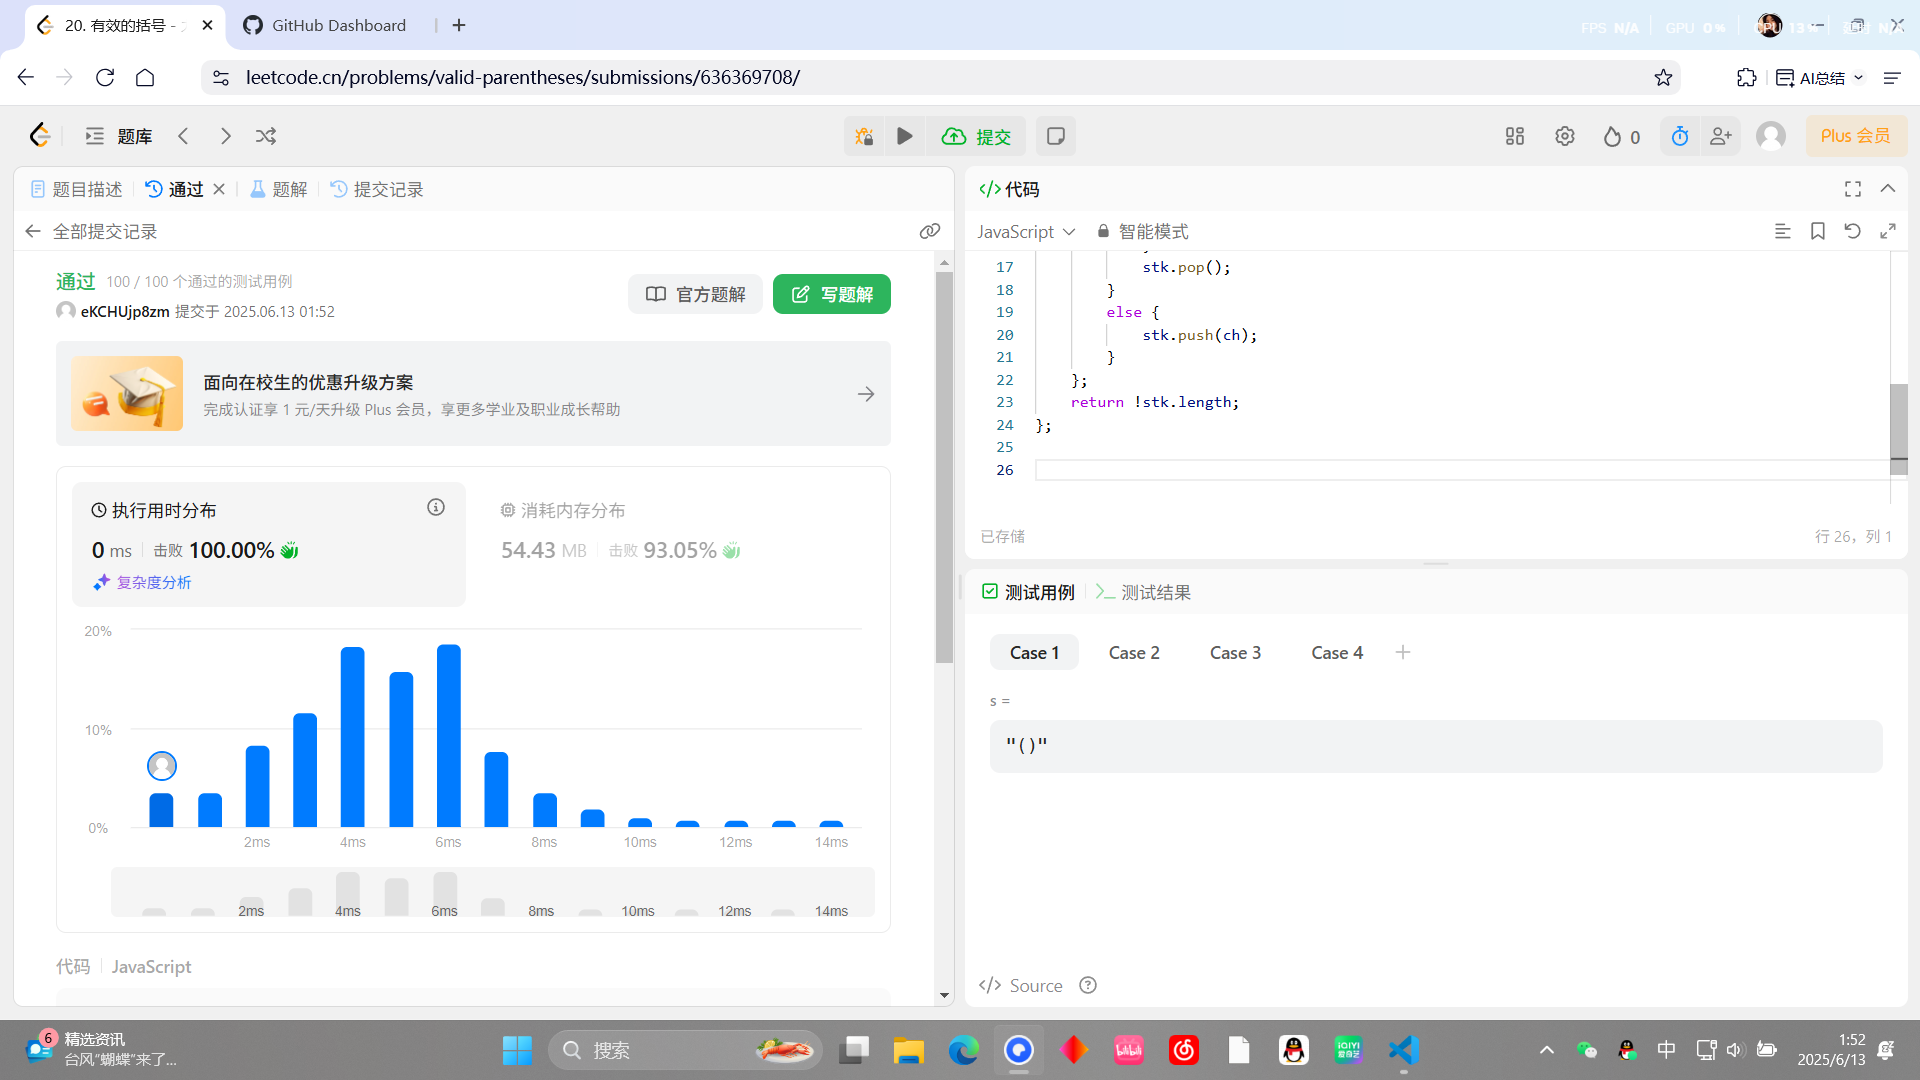 20. 有效的括号 -
GitHub Dashboard
FPS N/A
GPU 0%
CPU 13%
N/A
leetcode.cn/problems/valid-parentheses/submissions/636369708/
AI总结
题库
提交
0
Plus 会员
题目描述
通过
题解
提交记录
全部提交记录
通过 100 / 100 个通过的测试用例
eKCHUjp8zm 提交于 2025.06.13 01:52
官方题解
写题解
面向在校生的优惠升级方案
完成认证享 1 元/天升级 Plus 会员，享更多学业及职业成长帮助
执行用时分布
0 ms 击败 100.00%
复杂度分析
消耗内存分布
54.43 MB 击败 93.05%
20%
10%
0%
2ms 4ms 6ms 8ms 10ms 12ms 14ms
2ms 4ms 6ms 8ms 10ms 12ms 14ms
代码 JavaScript
</>代码
JavaScript
智能模式
17 stk.pop();
18 }
19 else {
20 stk.push(ch);
21 }
22 };
23 return !stk.length;
24 };
25
26
已存储
行 26，列 1
测试用例
测试结果
Case 1
Case 2
Case 3
Case 4
s =
"()"
</> Source
6
精选资讯
台风“蝴蝶”来了...
搜索
bilibili
iQIYI
爱奇艺
中
1:52
2025/6/13